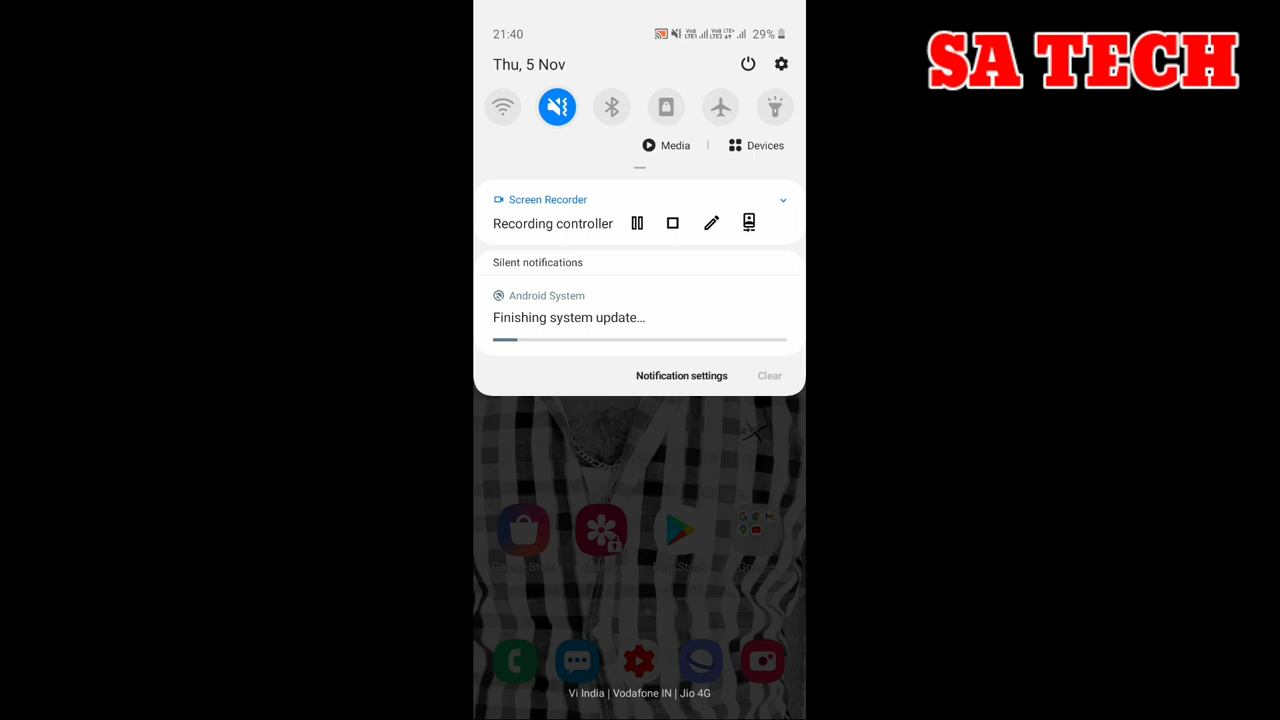 SA TECH
21:40
29%
Thu, 5 Nov
Media | Devices
Screen Recorder
Recording controller
Silent notifications
Android System
Finishing system update...
Notification settings Clear
Vi India | Vodafone IN | Jio 4G